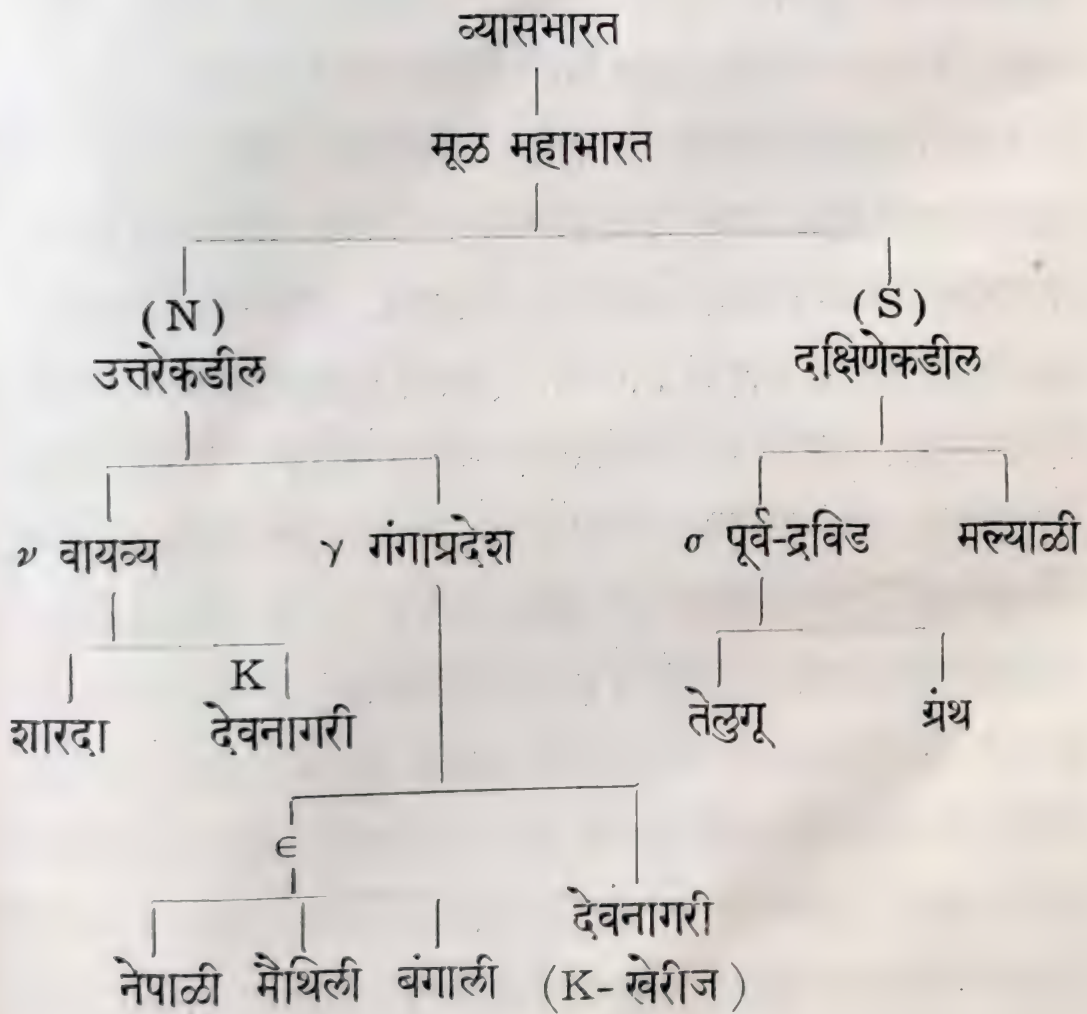 व्यासभारत
मूळ महाभारत
(N) (S)
उत्तरेकडील दक्षिणेकडील
ν वायव्य γ गंगाप्रदेश σ पूर्व-द्रविड मल्याळी
K
शारदा देवनागरी तेलुगू ग्रंथ
ϵ
देवनागरी
नेपाळी मैथिली बंगाली (K-खेरीज)